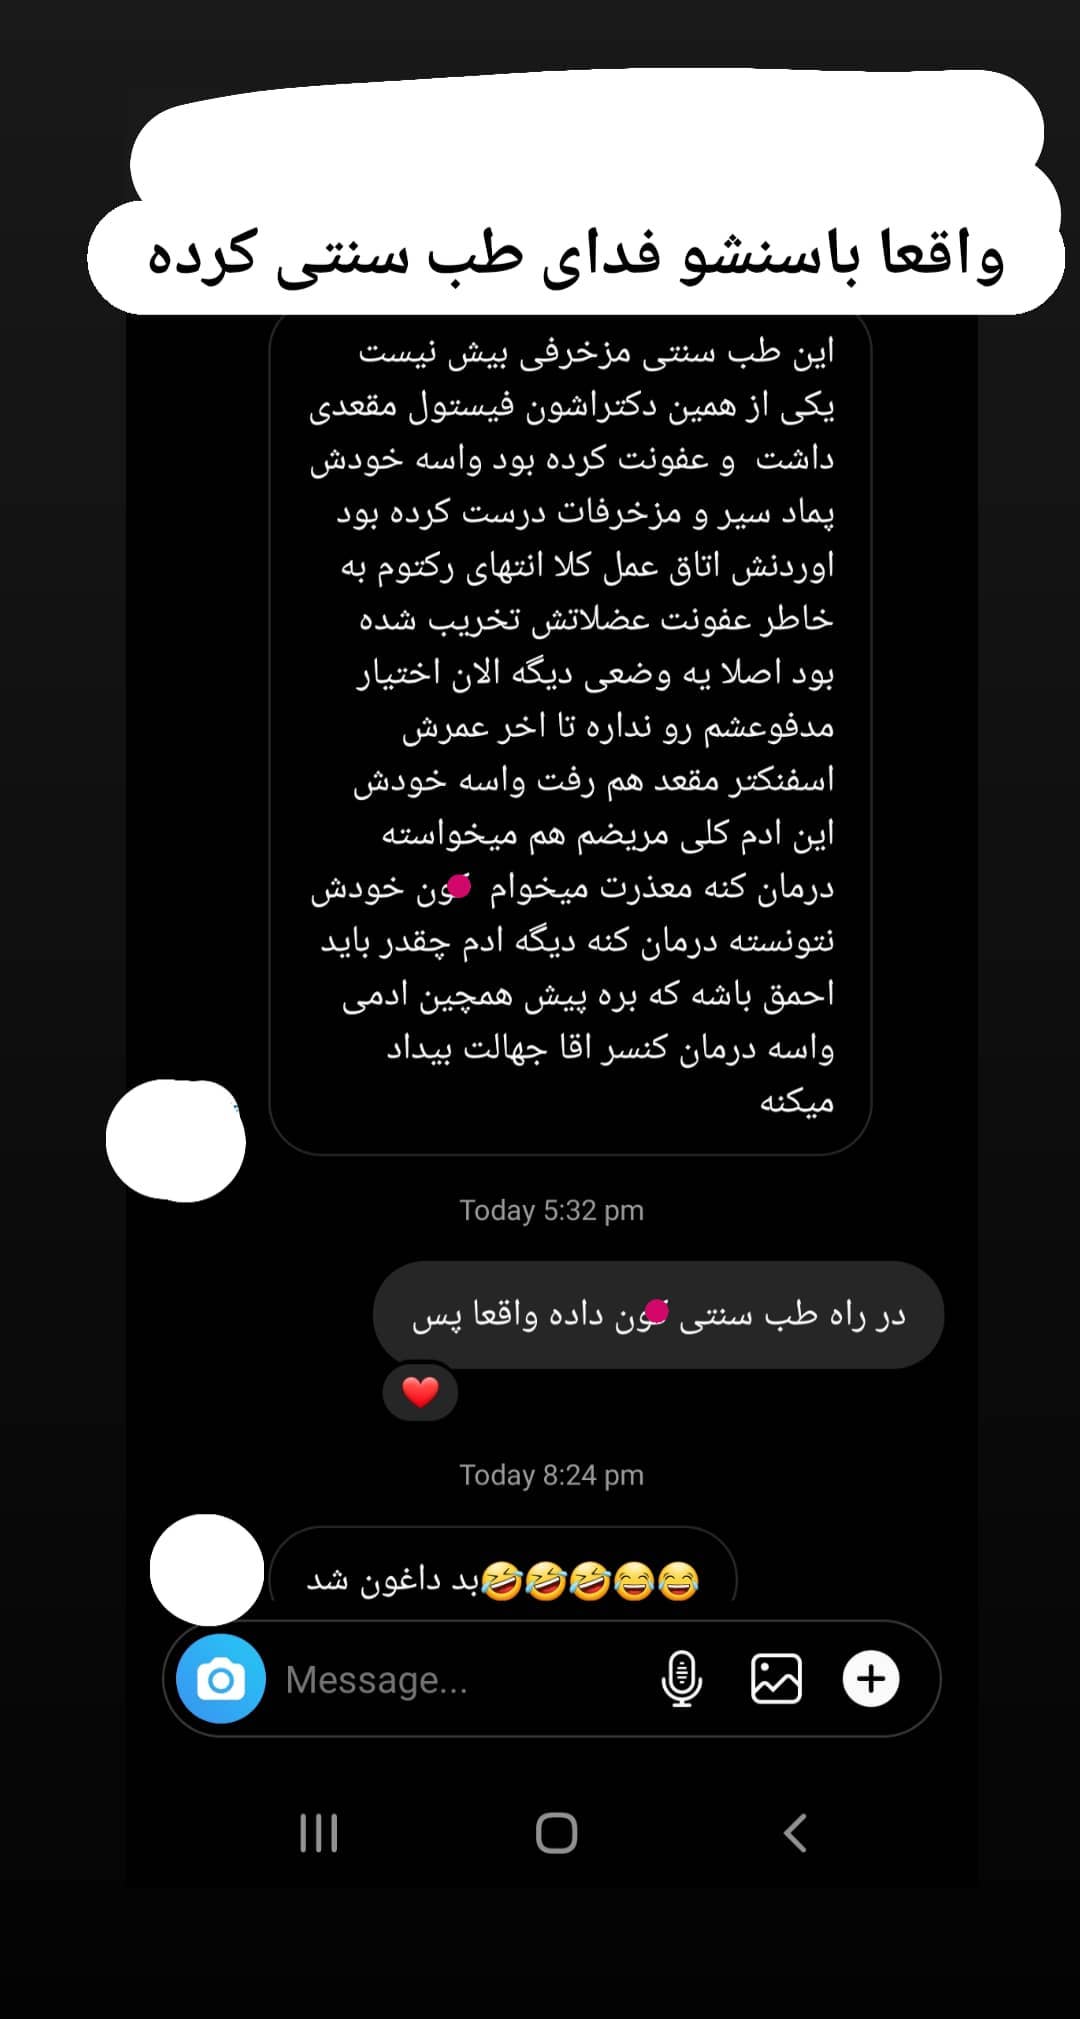 واقعا باسنشو فدای طب سنتی کرده
این طب سنتی مزخرفی بیش نیست
یکی از همین دکتراشون فیستول مقعدی
داشت و عفونت کرده بود واسه خودش
پماد سیر و مزخرفات درست کرده بود
اوردنش اتاق عمل کلا انتهای رکتوم به
خاطر عفونت عضلاتش تخریب شده
بود اصلا یه وضعی دیگه الان اختیار
مدفوعشم رو نداره تا اخر عمرش
اسفنکتر مقعد هم رفت واسه خودش
این ادم کلی مریضم هم میخواسته
درمان کنه معذرت میخوام کون خودش
نتونسته درمان کنه دیگه ادم چقدر باید
احمق باشه که بره پیش همچین ادمی
واسه درمان کنسر اقا جهالت بیداد
میکنه
Today 5:32 pm
در راه طب سنتی کون داده واقعا پس
❤️
Today 8:24 pm
😂😂🤣🤣🤣بد داغون شد
Message...